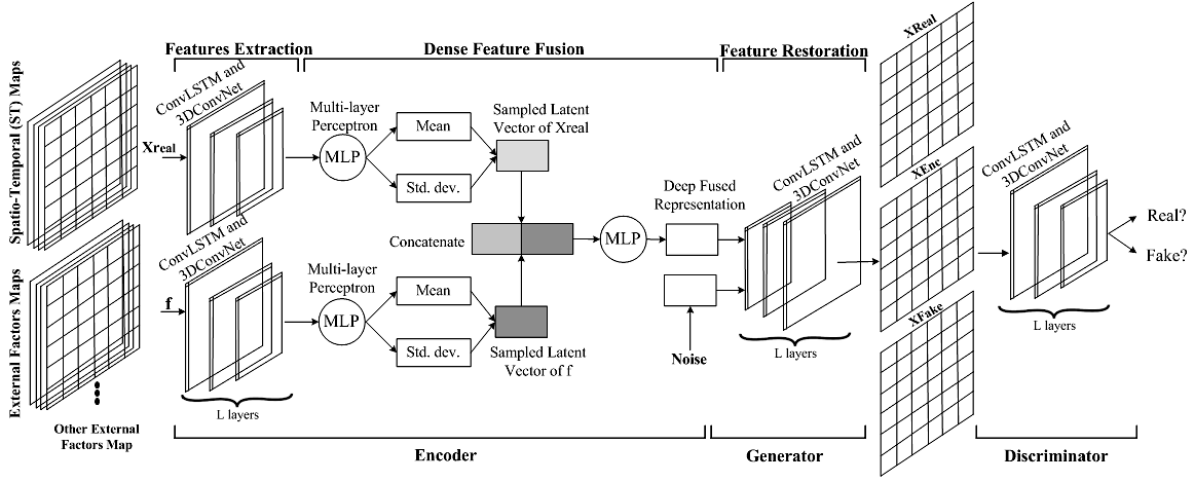 Features Extraction
Dense Feature Fusion
Feature Restoration
Spatio-Temporal (ST) Maps
Xreal
ConvLSTM and
3DConvNet
Multi-layer
Perceptron
MLP
Mean
Std. dev.
Sampled Latent
Vector of Xreal
Concatenate
MLP
Deep Fused
Representation
Noise
ConvLSTM and
3DConvNet
L layers
XReal
XEnc
XFake
ConvLSTM and
3DConvNet
L layers
Real?
Fake?
External Factors Maps
f
ConvLSTM and
3DConvNet
L layers
Multi-layer
Perceptron
MLP
Mean
Std. dev.
Sampled Latent
Vector of f
Other External
Factors Map
Encoder
Generator
Discriminator